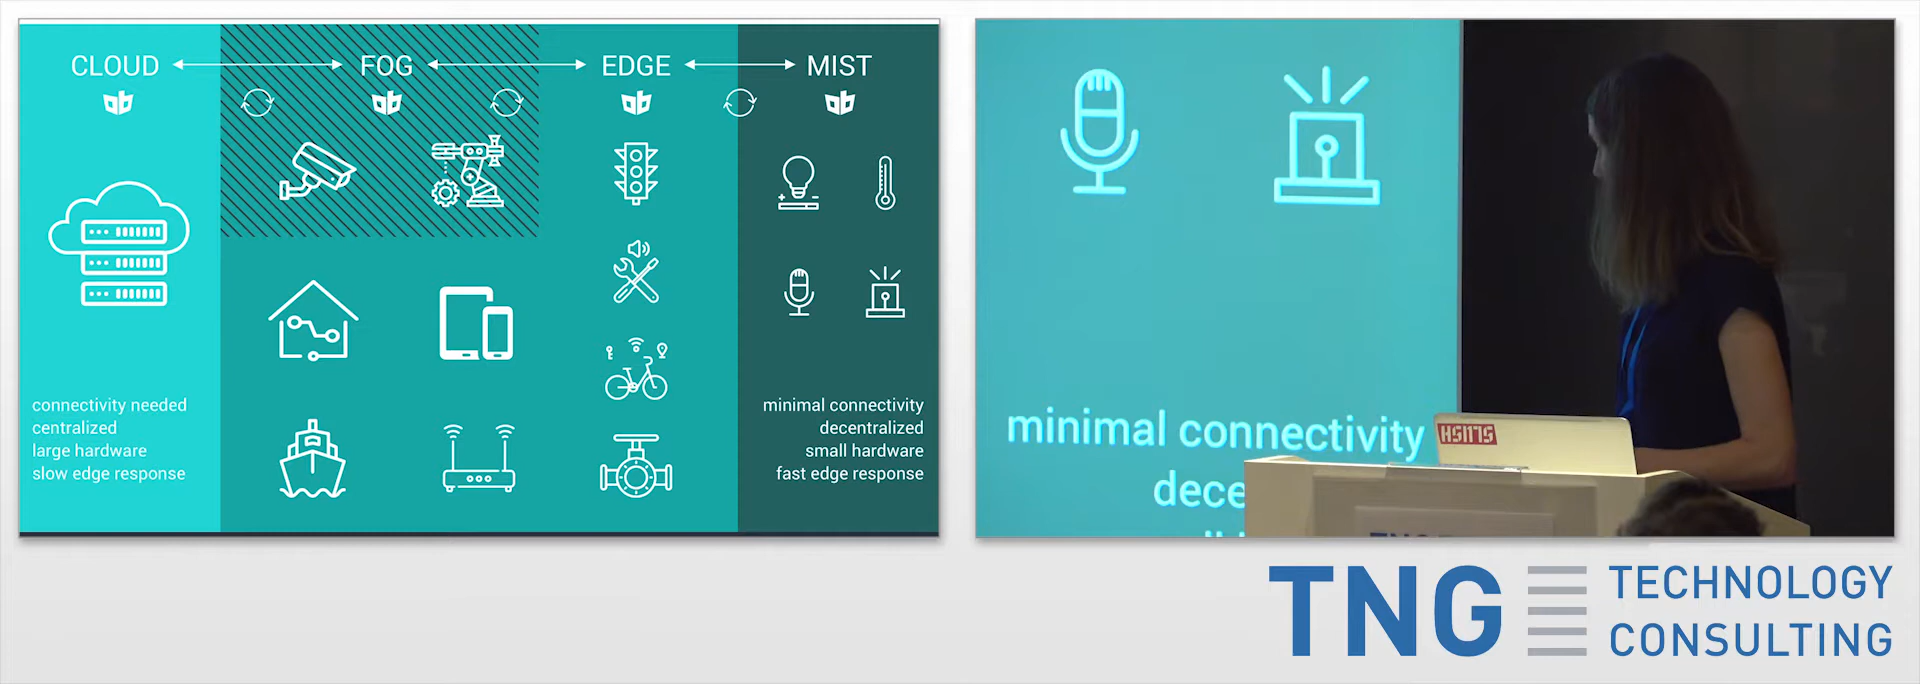 CLOUD
FOG
EDGE
MIST
connectivity needed
centralized
large hardware
slow edge response
minimal connectivity
decentralized
small hardware
fast edge response
minimal connectivity
dece
TNG TECHNOLOGY
CONSULTING